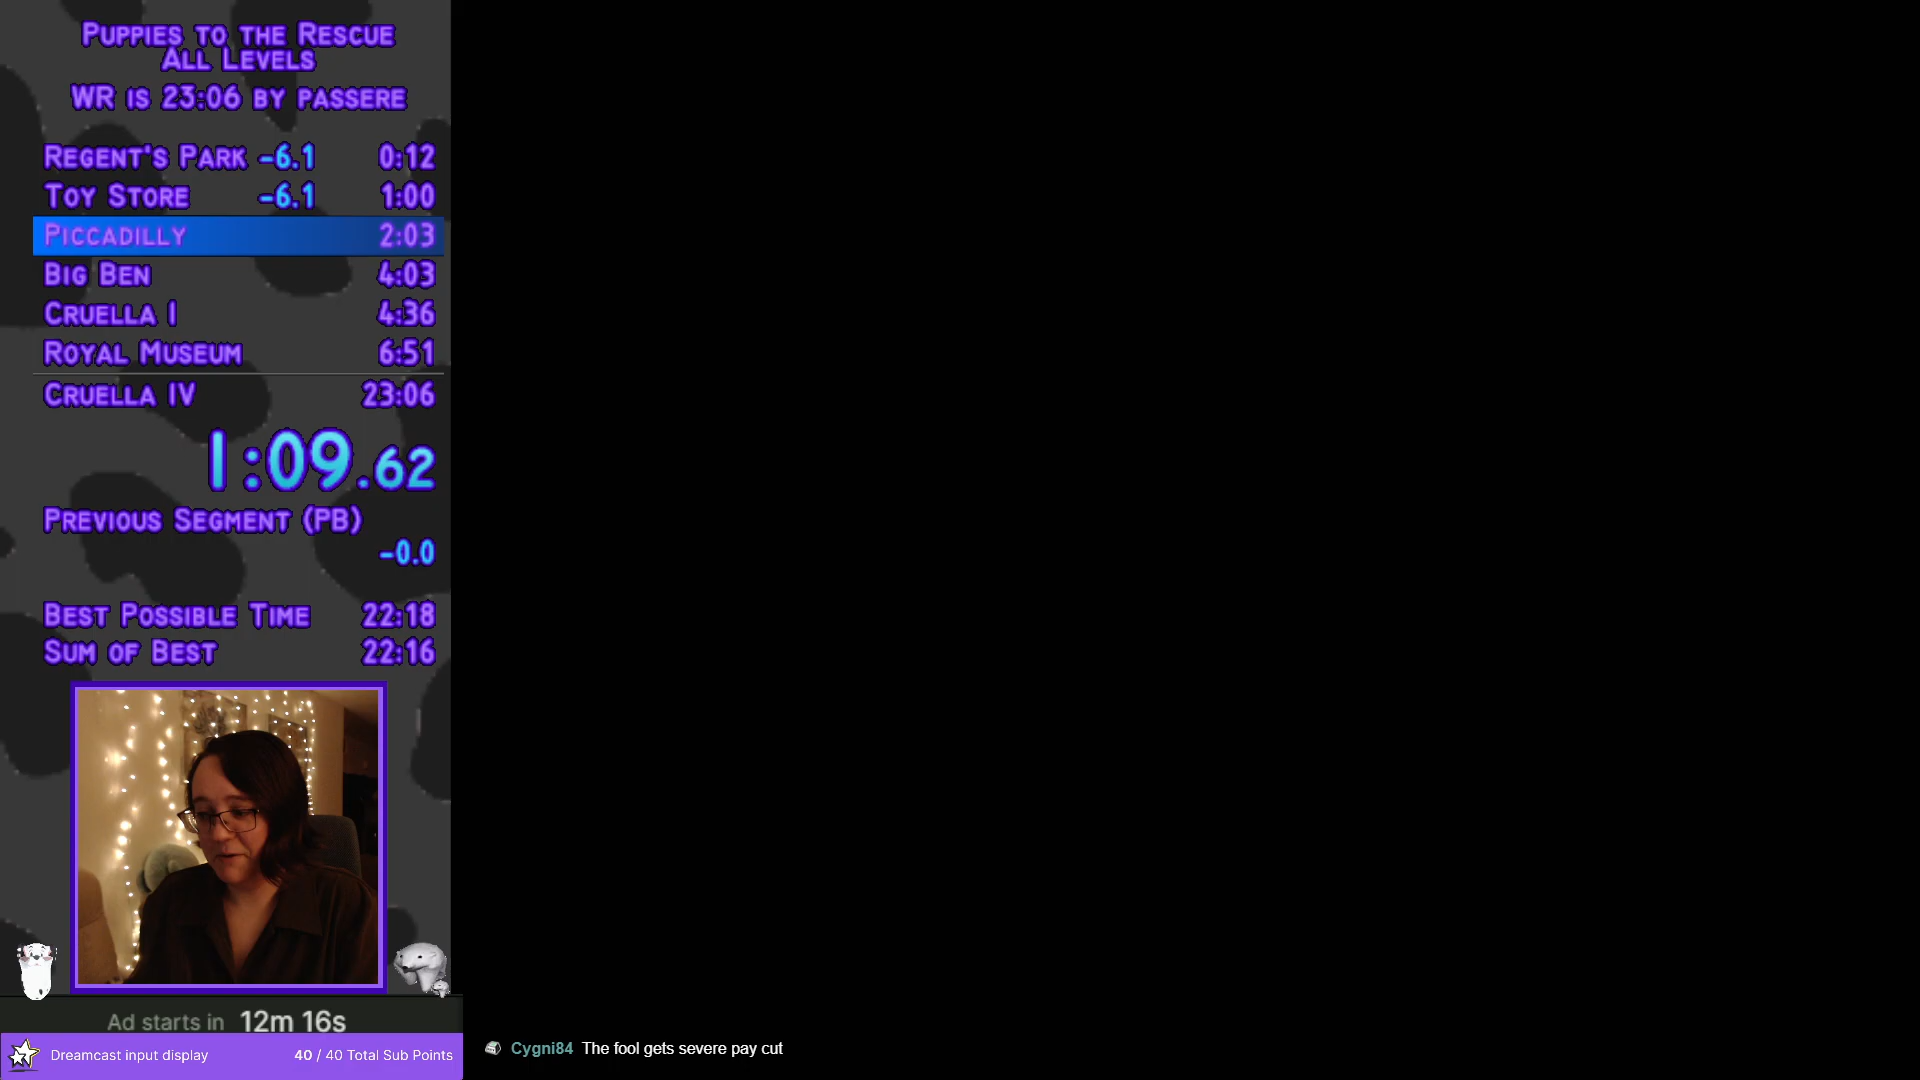 Puppies to the Rescue
All Levels
WR is 23:06 by passere
Regent's Park -6.1 0:12
Toy Store -6.1 1:00
Piccadilly 2:03
Big Ben 4:03
Cruella I 4:36
Royal Museum 6:51
Cruella IV 23:06
1:09.62
Previous Segment (PB)
-0.0
Best Possible Time 22:18
Sum of Best 22:16
Ad starts in 12m 16s
Dreamcast input display 40 / 40 Total Sub Points
Cygni84 The fool gets severe pay cut